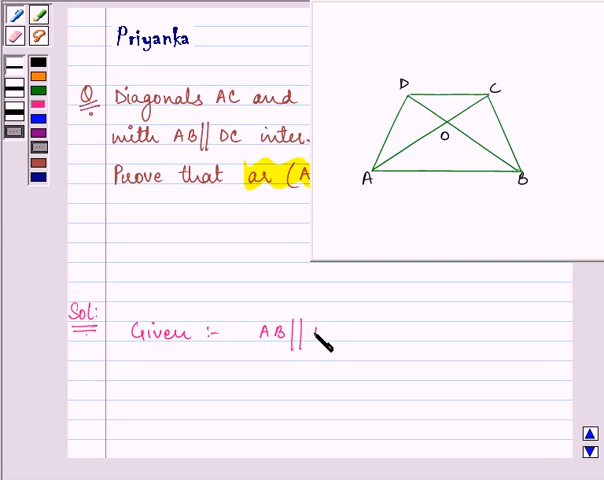 Priyanka
Q Diagonals AC and
with AB || DC inter
Prove that ar (A
D C
O
A B
Sol:
Given :- AB ||